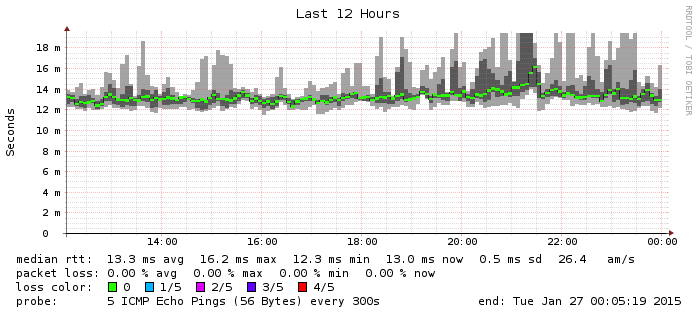 Last 12 Hours
RRDTOOL / TOBI OETIKER
Seconds
18 m
16 m
14 m
12 m
10 m
8 m
6 m
4 m
2 m
0
14:00 16:00 18:00 20:00 22:00 00:00
median rtt: 13.3 ms avg 16.2 ms max 12.3 ms min 13.0 ms now 0.5 ms sd 26.4 am/s
packet loss: 0.00 % avg 0.00 % max 0.00 % min 0.00 % now
loss color: 0 1/5 2/5 3/5 4/5
probe: 5 ICMP Echo Pings (56 Bytes) every 300s end: Tue Jan 27 00:05:19 2015